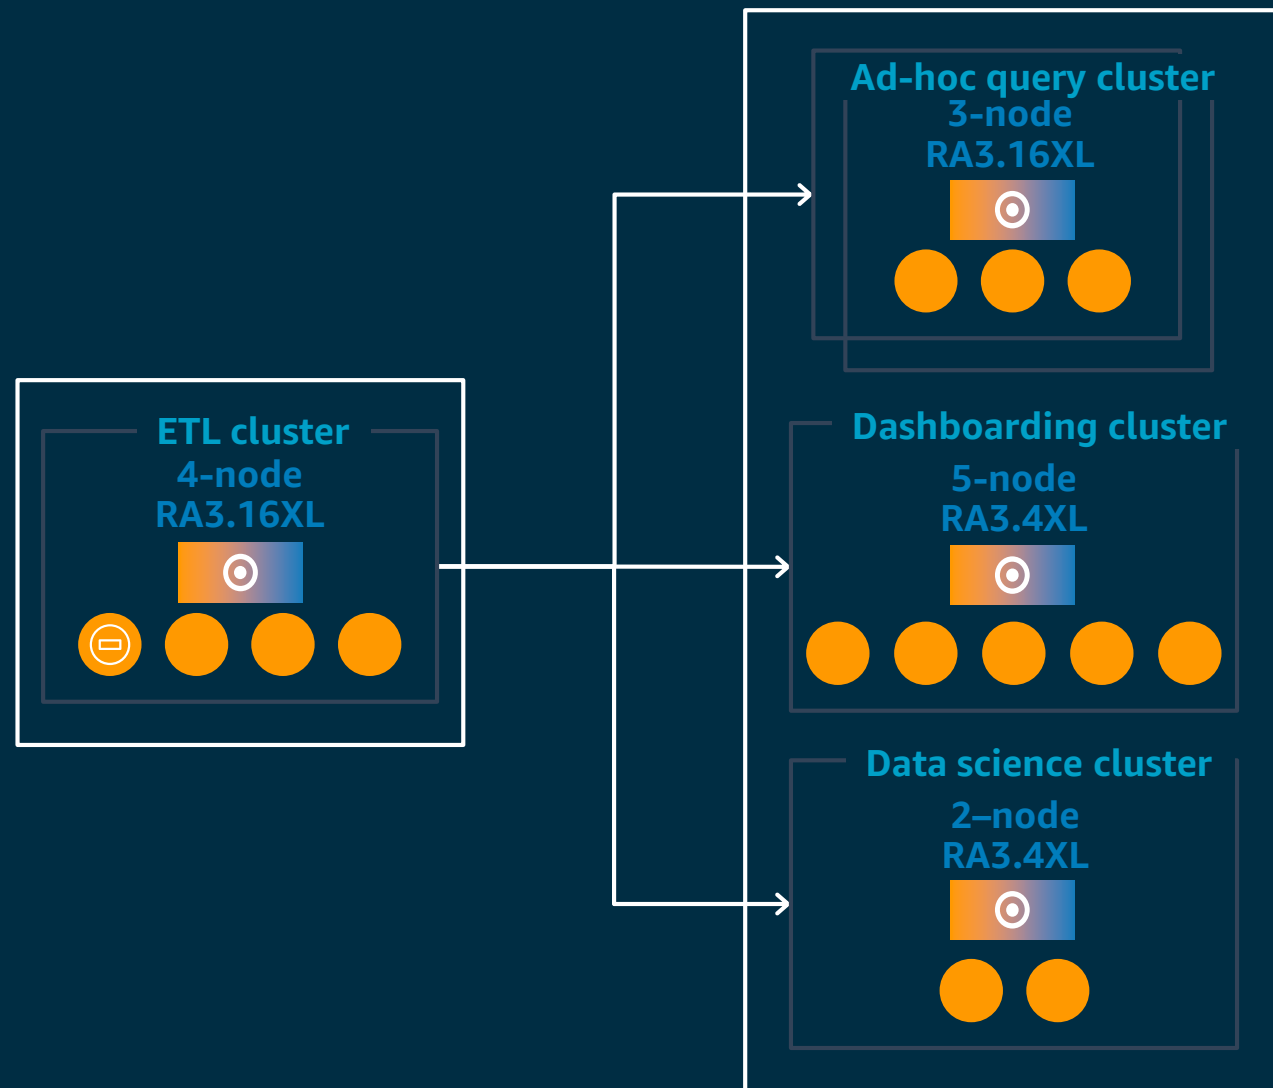 Ad-hoc query cluster
3-node
RA3.16XL
ETL cluster
4-node
RA3.16XL
Dashboarding cluster
5-node
RA3.4XL
Data science cluster
2–node
RA3.4XL